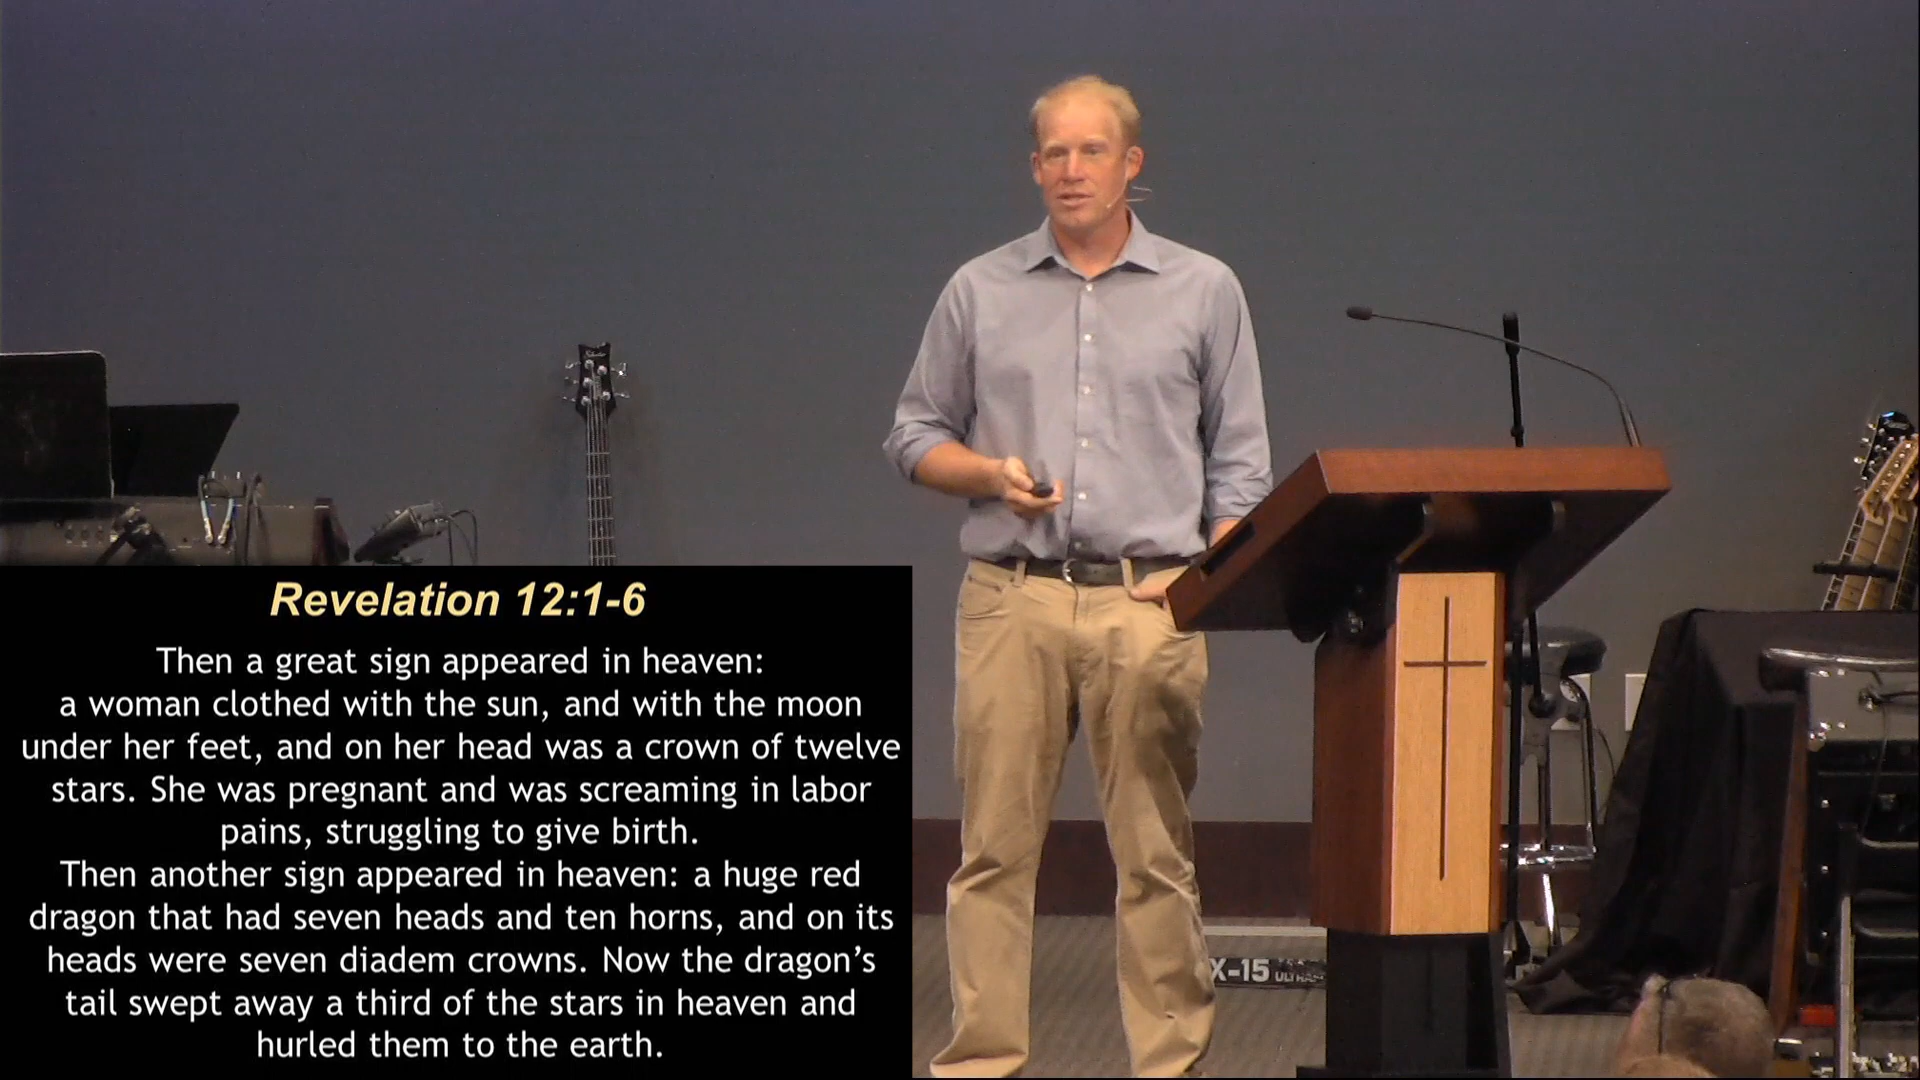 Revelation 12:1-6
Then a great sign appeared in heaven:
a woman clothed with the sun, and with the moon
under her feet, and on her head was a crown of twelve
stars. She was pregnant and was screaming in labor
pains, struggling to give birth.
Then another sign appeared in heaven: a huge red
dragon that had seven heads and ten horns, and on its
heads were seven diadem crowns. Now the dragon's
tail swept away a third of the stars in heaven and
hurled them to the earth.
X-15